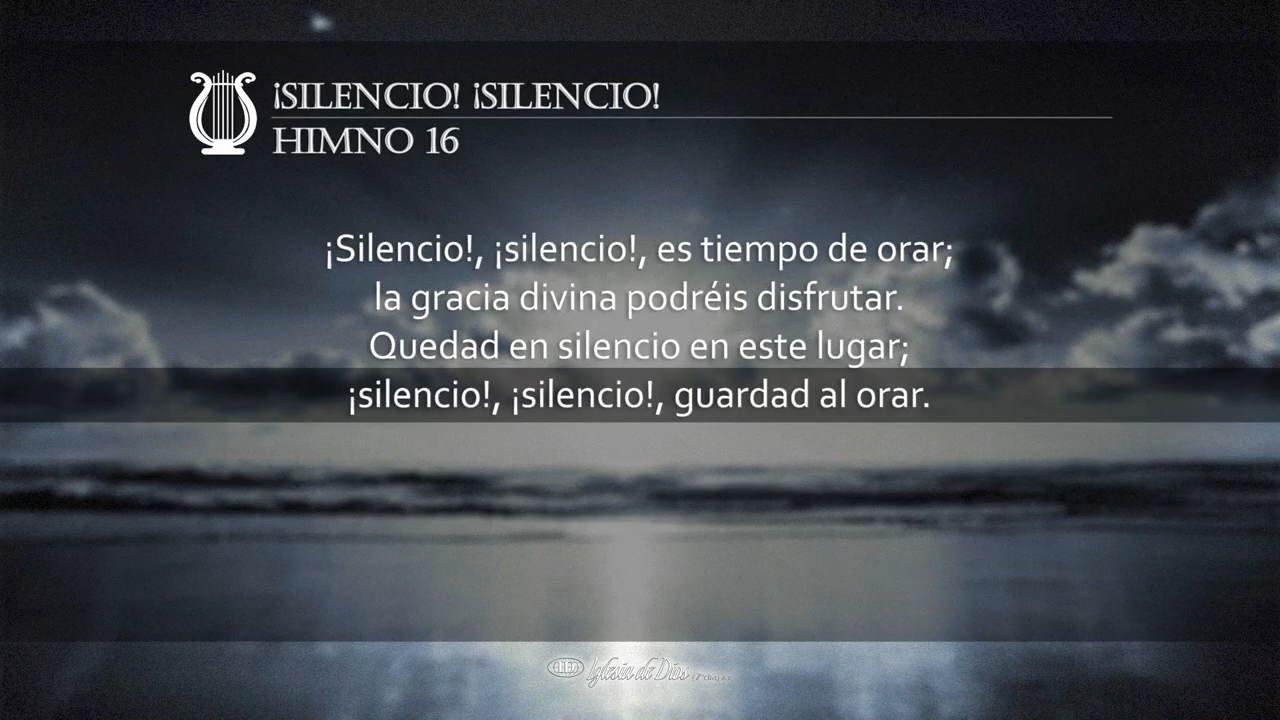 ¡SILENCIO! ¡SILENCIO!
HIMNO 16
¡Silencio!, ¡silencio!, es tiempo de orar;
la gracia divina podréis disfrutar.
Quedad en silencio en este lugar;
¡silencio!, ¡silencio!, guardad al orar.
Iglesia de Dios